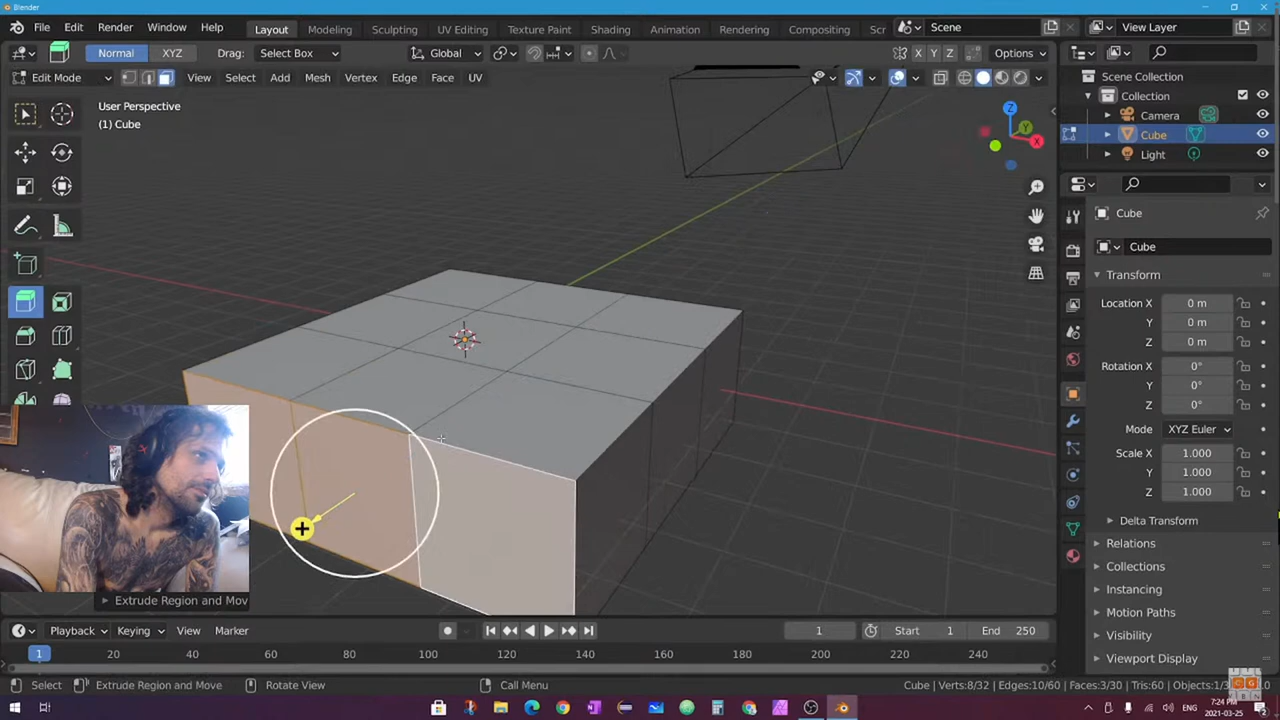 Blender
File Edit Render Window Help Layout Modeling Sculpting UV Editing Texture Paint Shading Animation Rendering Compositing Scr Scene View Layer
Normal XYZ Drag: Select Box Global X Y Z Options
Edit Mode View Select Add Mesh Vertex Edge Face UV
User Perspective
(1) Cube
Z
Y
X
Scene Collection
Collection
Camera
Cube
Light
Cube
Cube
Transform
Location X 0 m
Y 0 m
Z 0 m
Rotation X 0°
Y 0°
Z 0°
Mode XYZ Euler
Scale X 1.000
Y 1.000
Z 1.000
Delta Transform
Relations
Collections
Instancing
Motion Paths
Visibility
Viewport Display
Extrude Region and Mov
Playback Keying View Marker 1 Start 1 End 250
1 20 40 60 80 100 120 140 160 180 200 220 240
Select Extrude Region and Move Rotate View Call Menu Cube | Verts:8/32 | Edges:10/60 | Faces:3/30 | Tris:60 | Objects:1/
ENG 7:24 PM
2021-03-25